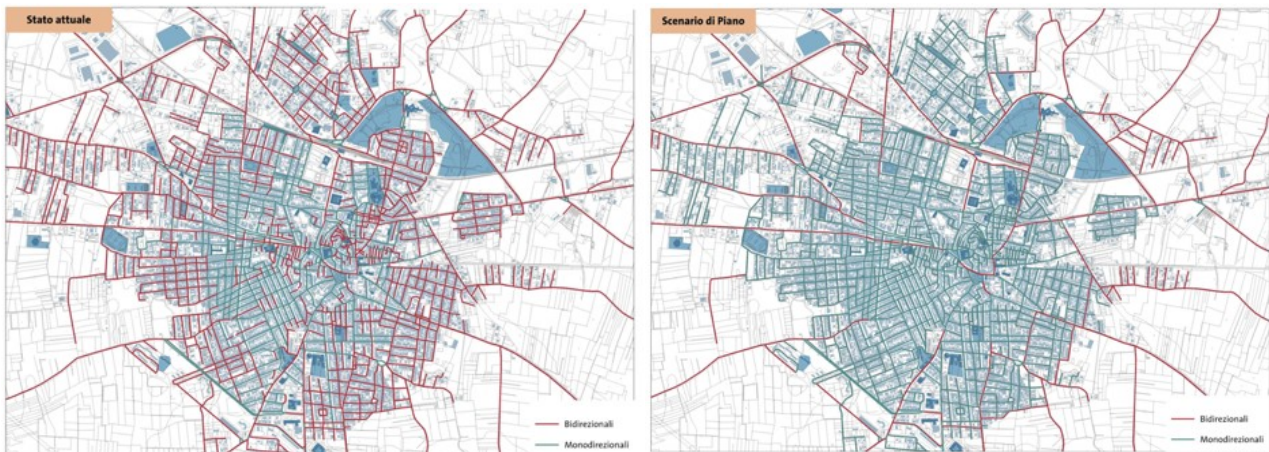 Stato attuale
Bidirezionali
Monodirezionali
Scenario di Piano
Bidirezionali
Monodirezionali